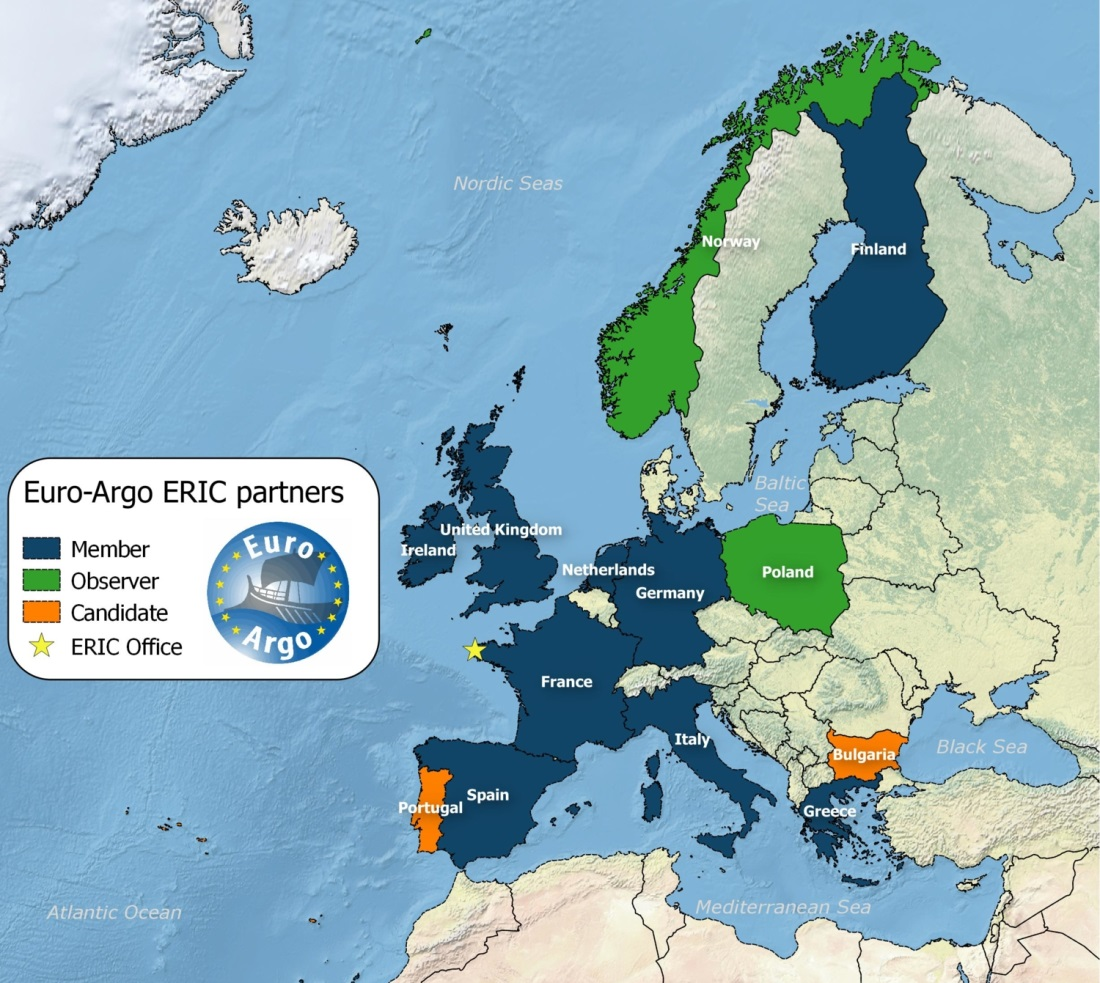 Nordic Seas
Norway
Finland
Baltic
Sea
Euro-Argo ERIC partners
Member
Observer
Candidate
ERIC Office
Euro
Argo
United Kingdom
Ireland
Netherlands
Germany
Poland
France
Italy
Bulgaria
Black Sea
Spain
Portugal
Greece
Atlantic Ocean
Mediterranean Sea